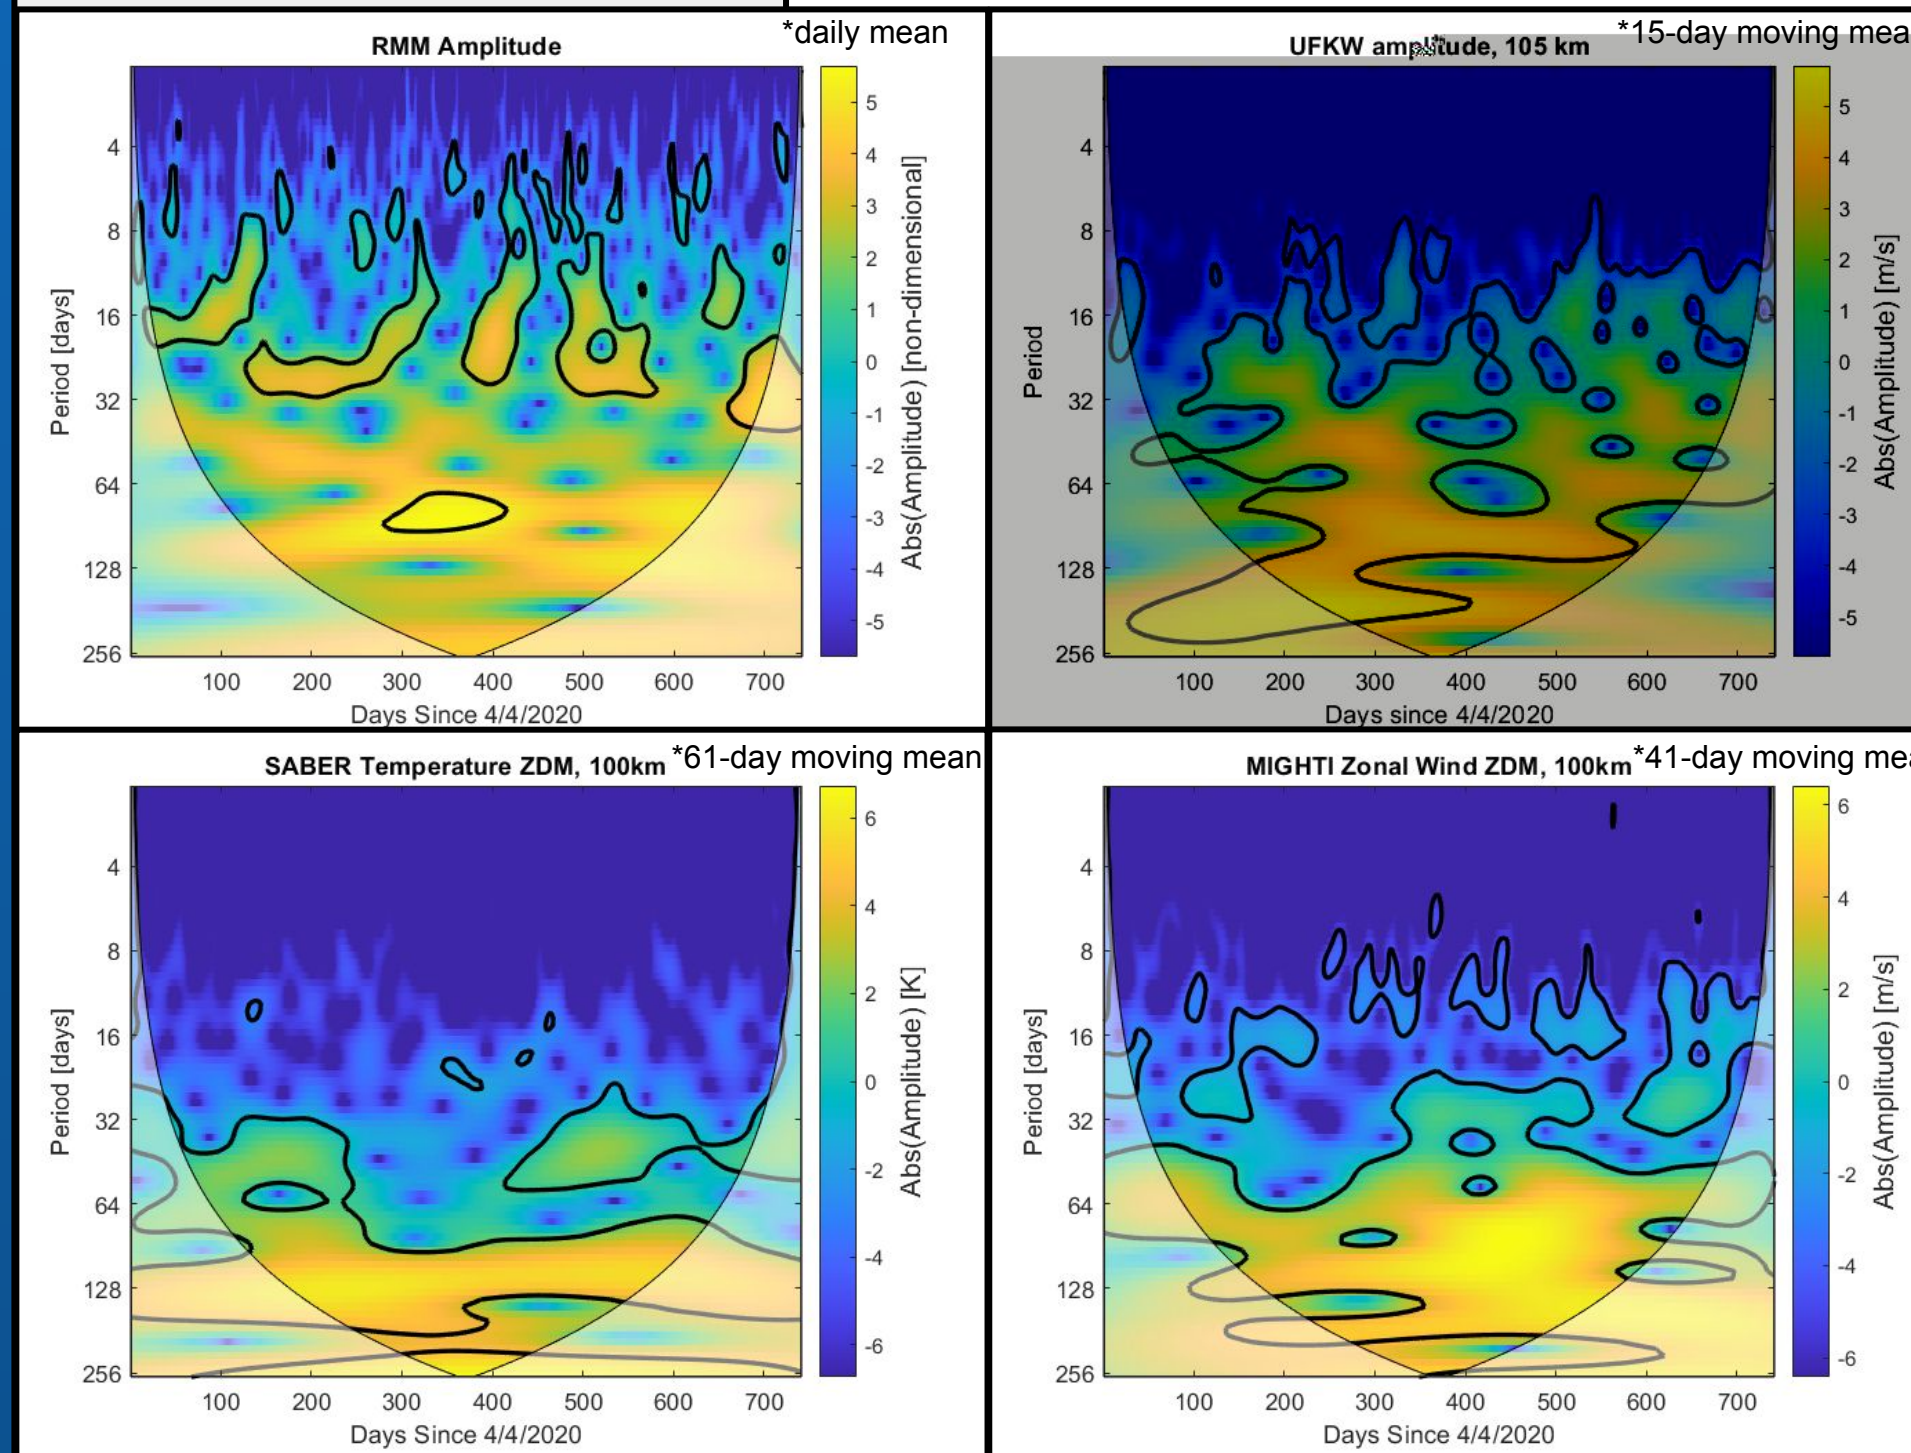 *daily mean
RMM Amplitude
4
8
16
32
64
128
256
Period [days]
100 200 300 400 500 600 700
Days Since 4/4/2020
5
4
3
2
1
0
-1
-2
-3
-4
-5
Abs(Amplitude) [non-dimensional]
*15-day moving mea
UFKW amplitude, 105 km
4
8
16
32
64
128
256
Period
100 200 300 400 500 600 700
Days since 4/4/2020
5
4
3
2
1
0
-1
-2
-3
-4
-5
Abs(Amplitude) [m/s]
*61-day moving mean
SABER Temperature ZDM, 100km
4
8
16
32
64
128
256
Period [days]
100 200 300 400 500 600 700
Days Since 4/4/2020
6
4
2
0
-2
-4
-6
Abs(Amplitude) [K]
*41-day moving mea
MIGHTI Zonal Wind ZDM, 100km
4
8
16
32
64
128
256
Period [days]
100 200 300 400 500 600 700
Days Since 4/4/2020
6
4
2
0
-2
-4
-6
Abs(Amplitude) [m/s]